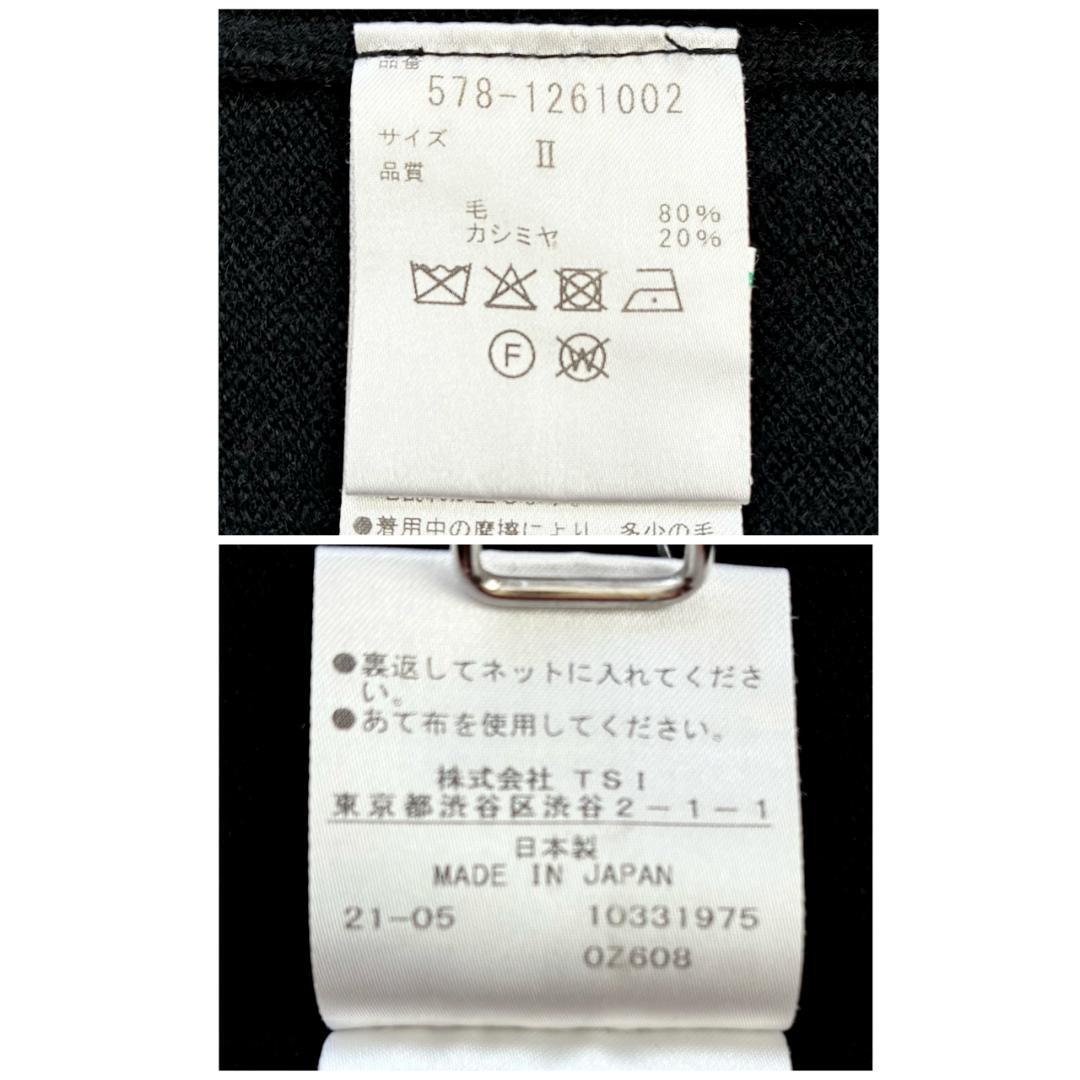 品番
578-1261002
サイズ Ⅱ
品質
毛 80%
カシミヤ 20%
F W
●着用中の摩擦により、多少の毛
●裏返してネットに入れてくださ
い。
●あて布を使用してください。
株式会社 TSI
東京都渋谷区渋谷2-1-1
日本製
MADE IN JAPAN
21-05 10331975
0Z608